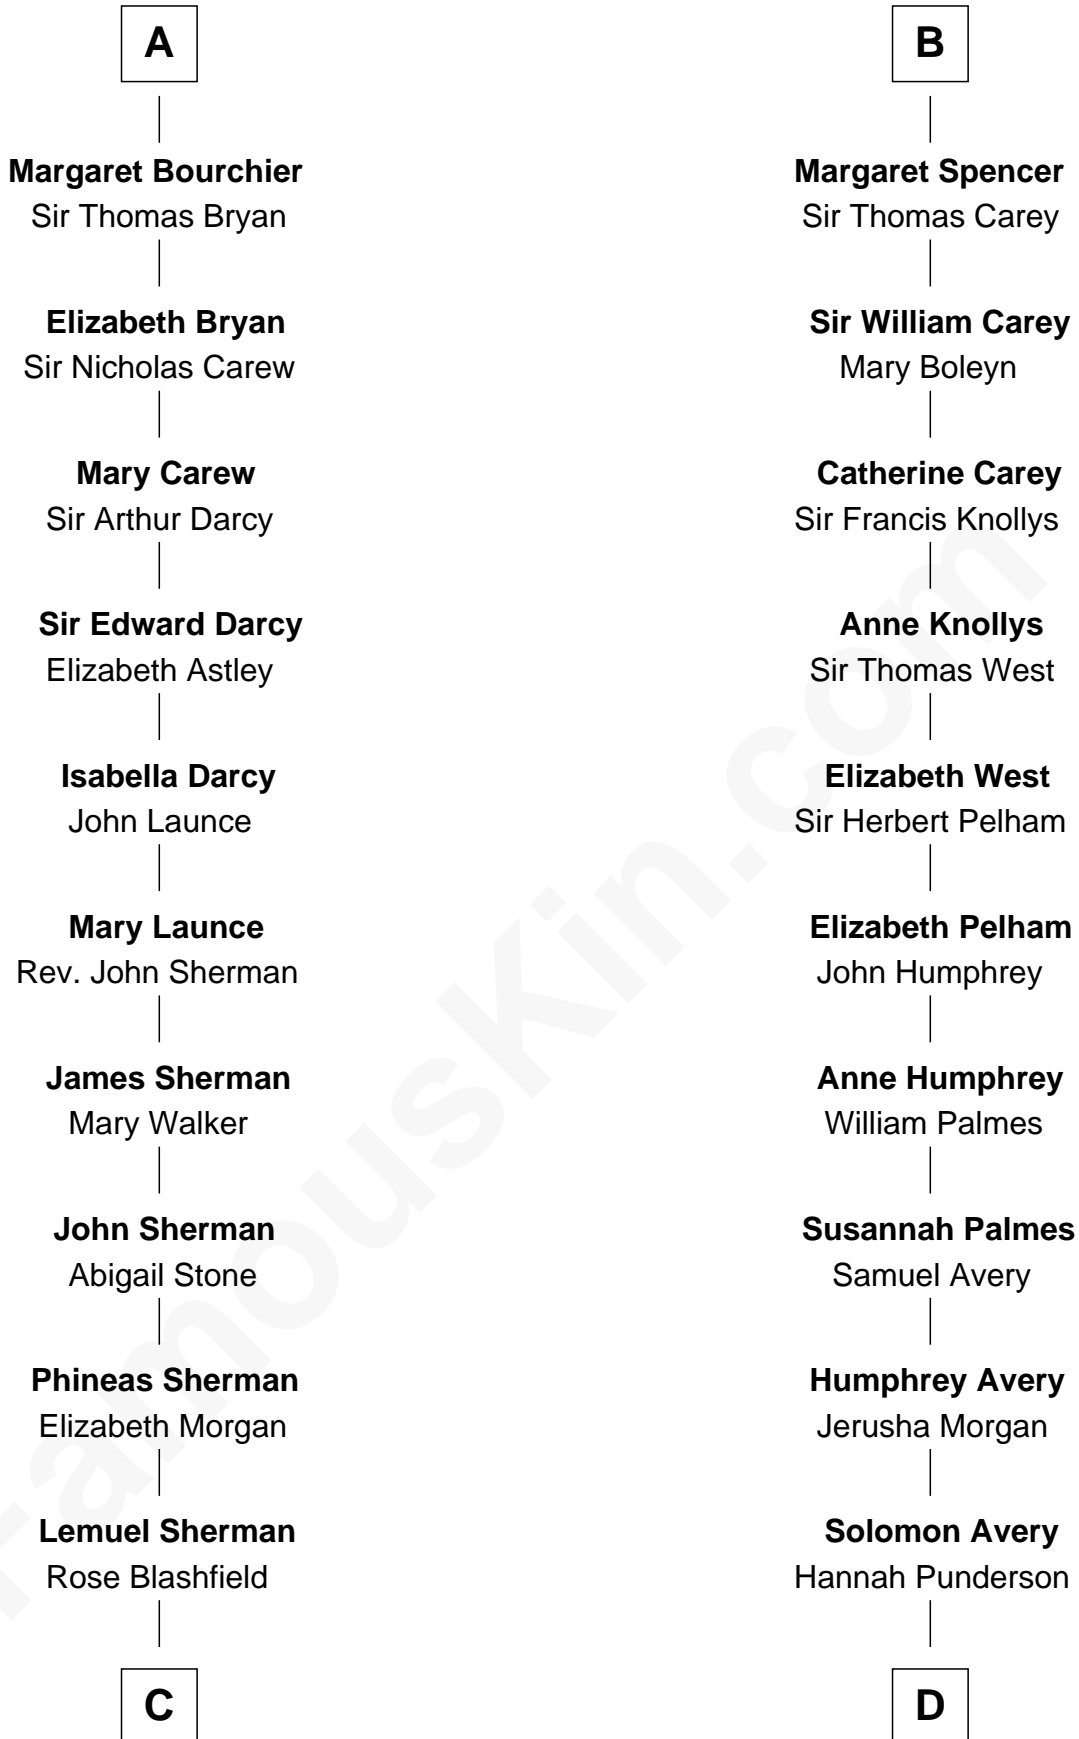 A
Margaret Bourchier
Sir Thomas Bryan
Elizabeth Bryan
Sir Nicholas Carew
Mary Carew
Sir Arthur Darcy
Sir Edward Darcy
Elizabeth Astley
Isabella Darcy
John Launce
Mary Launce
Rev. John Sherman
James Sherman
Mary Walker
John Sherman
Abigail Stone
Phineas Sherman
Elizabeth Morgan
Lemuel Sherman
Rose Blashfield
C
B
Margaret Spencer
Sir Thomas Carey
Sir William Carey
Mary Boleyn
Catherine Carey
Sir Francis Knollys
Anne Knollys
Sir Thomas West
Elizabeth West
Sir Herbert Pelham
Elizabeth Pelham
John Humphrey
Anne Humphrey
William Palmes
Susannah Palmes
Samuel Avery
Humphrey Avery
Jerusha Morgan
Solomon Avery
Hannah Punderson
D
FamousKin.com